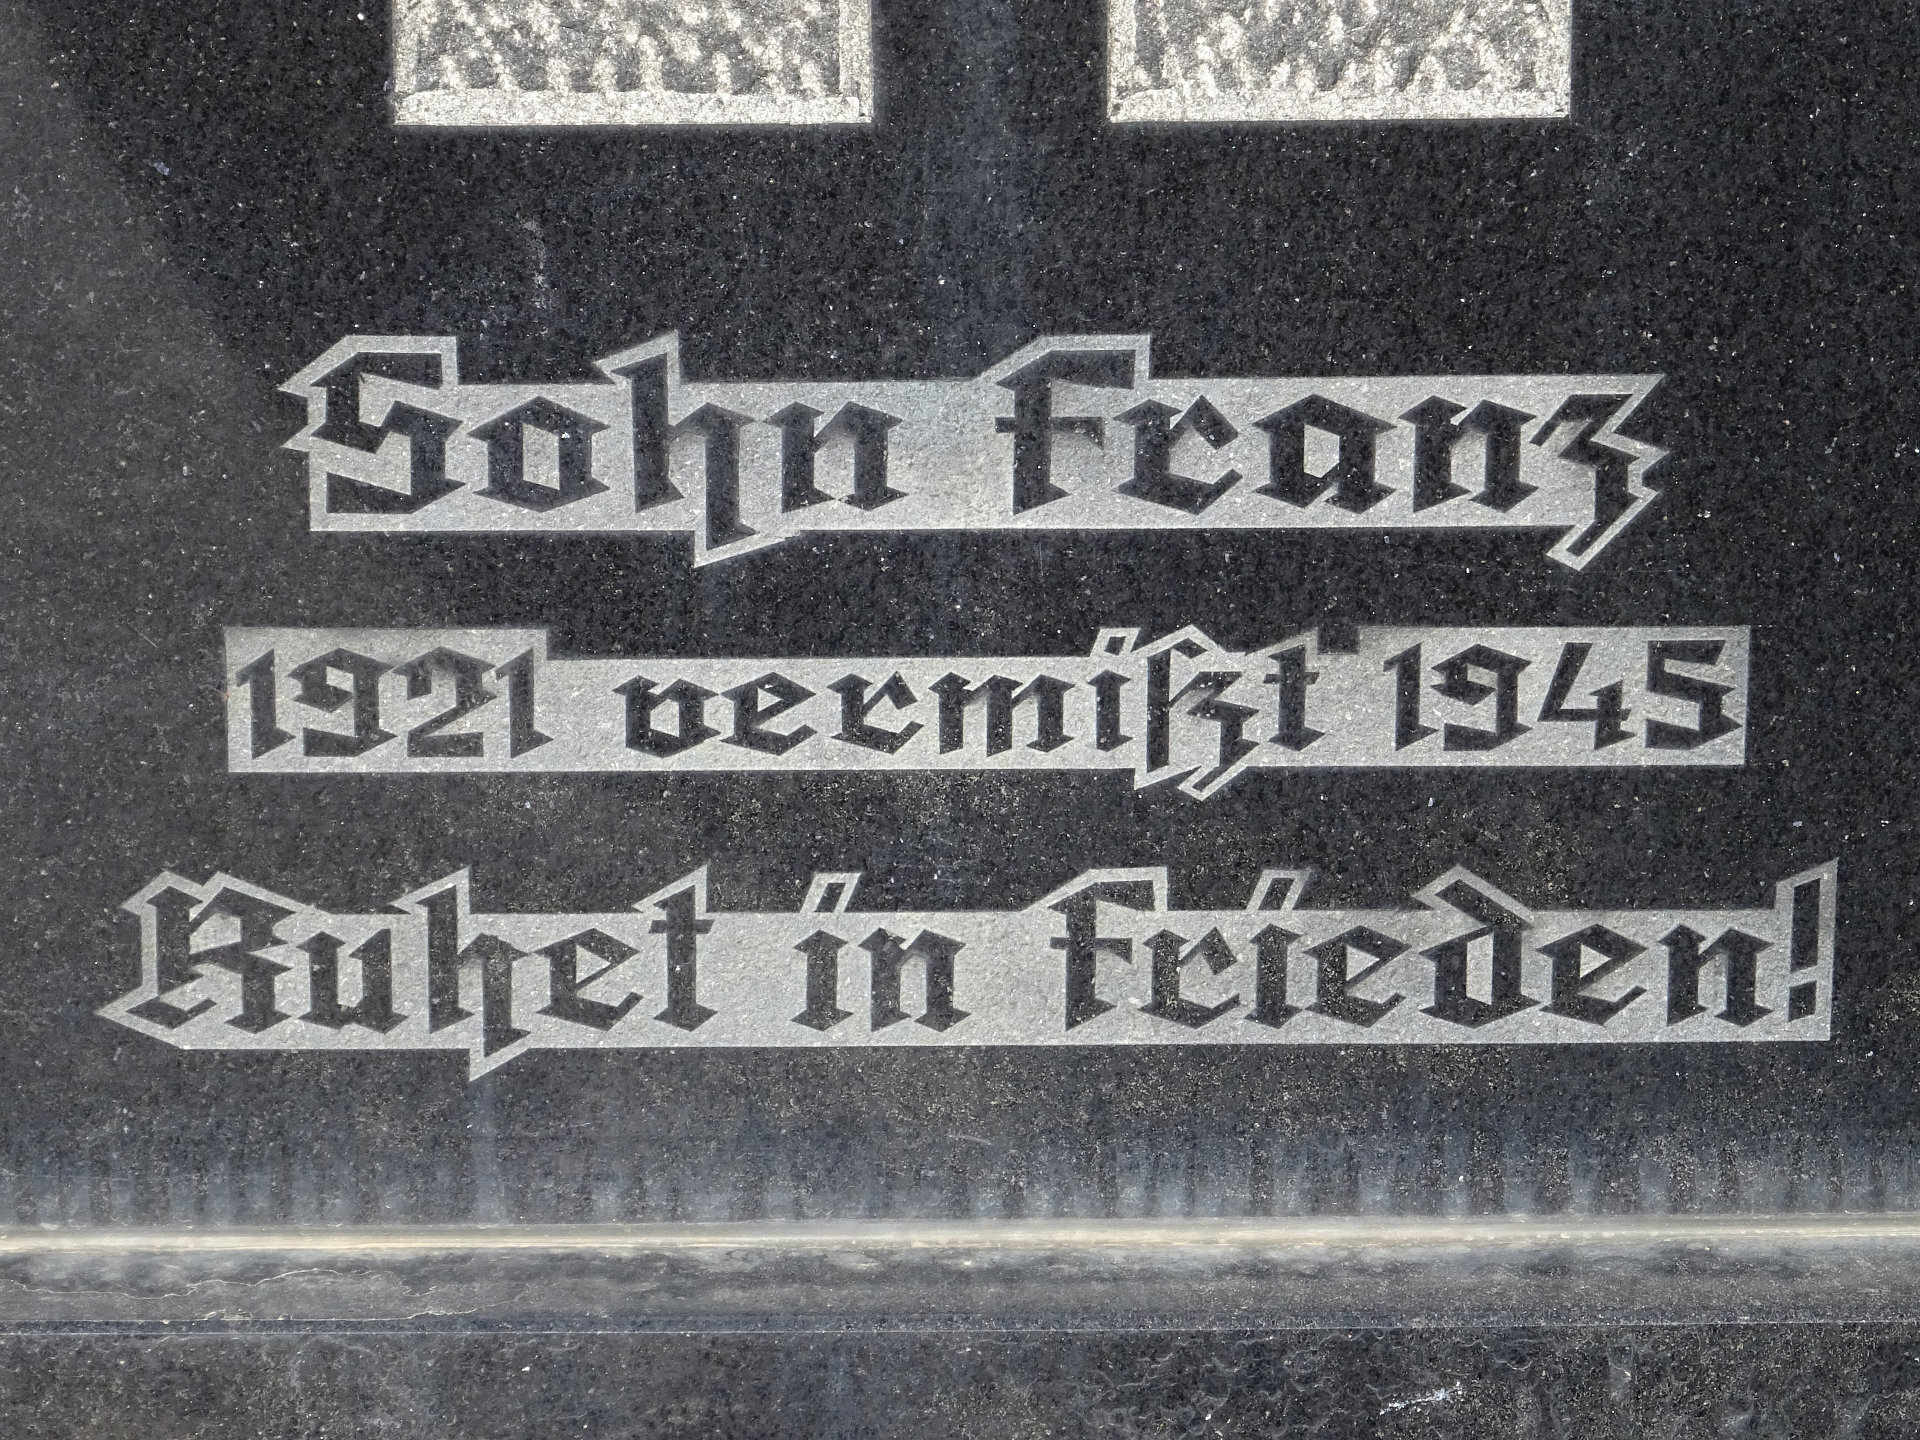 Sohn Franz
1921 vermißt 1945
Ruhet in Frieden!